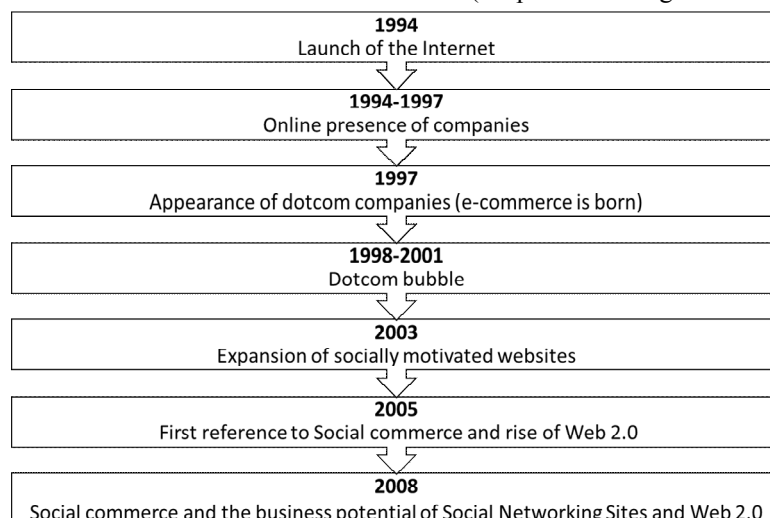 1994
Launch of the Internet
1994-1997
Online presence of companies
1997
Appearance of dotcom companies (e-commerce is born)
1998-2001
Dotcom bubble
2003
Expansion of socially motivated websites
2005
First reference to Social commerce and rise of Web 2.0
2008
Social commerce and the business potential of Social Networking Sites and Web 2.0